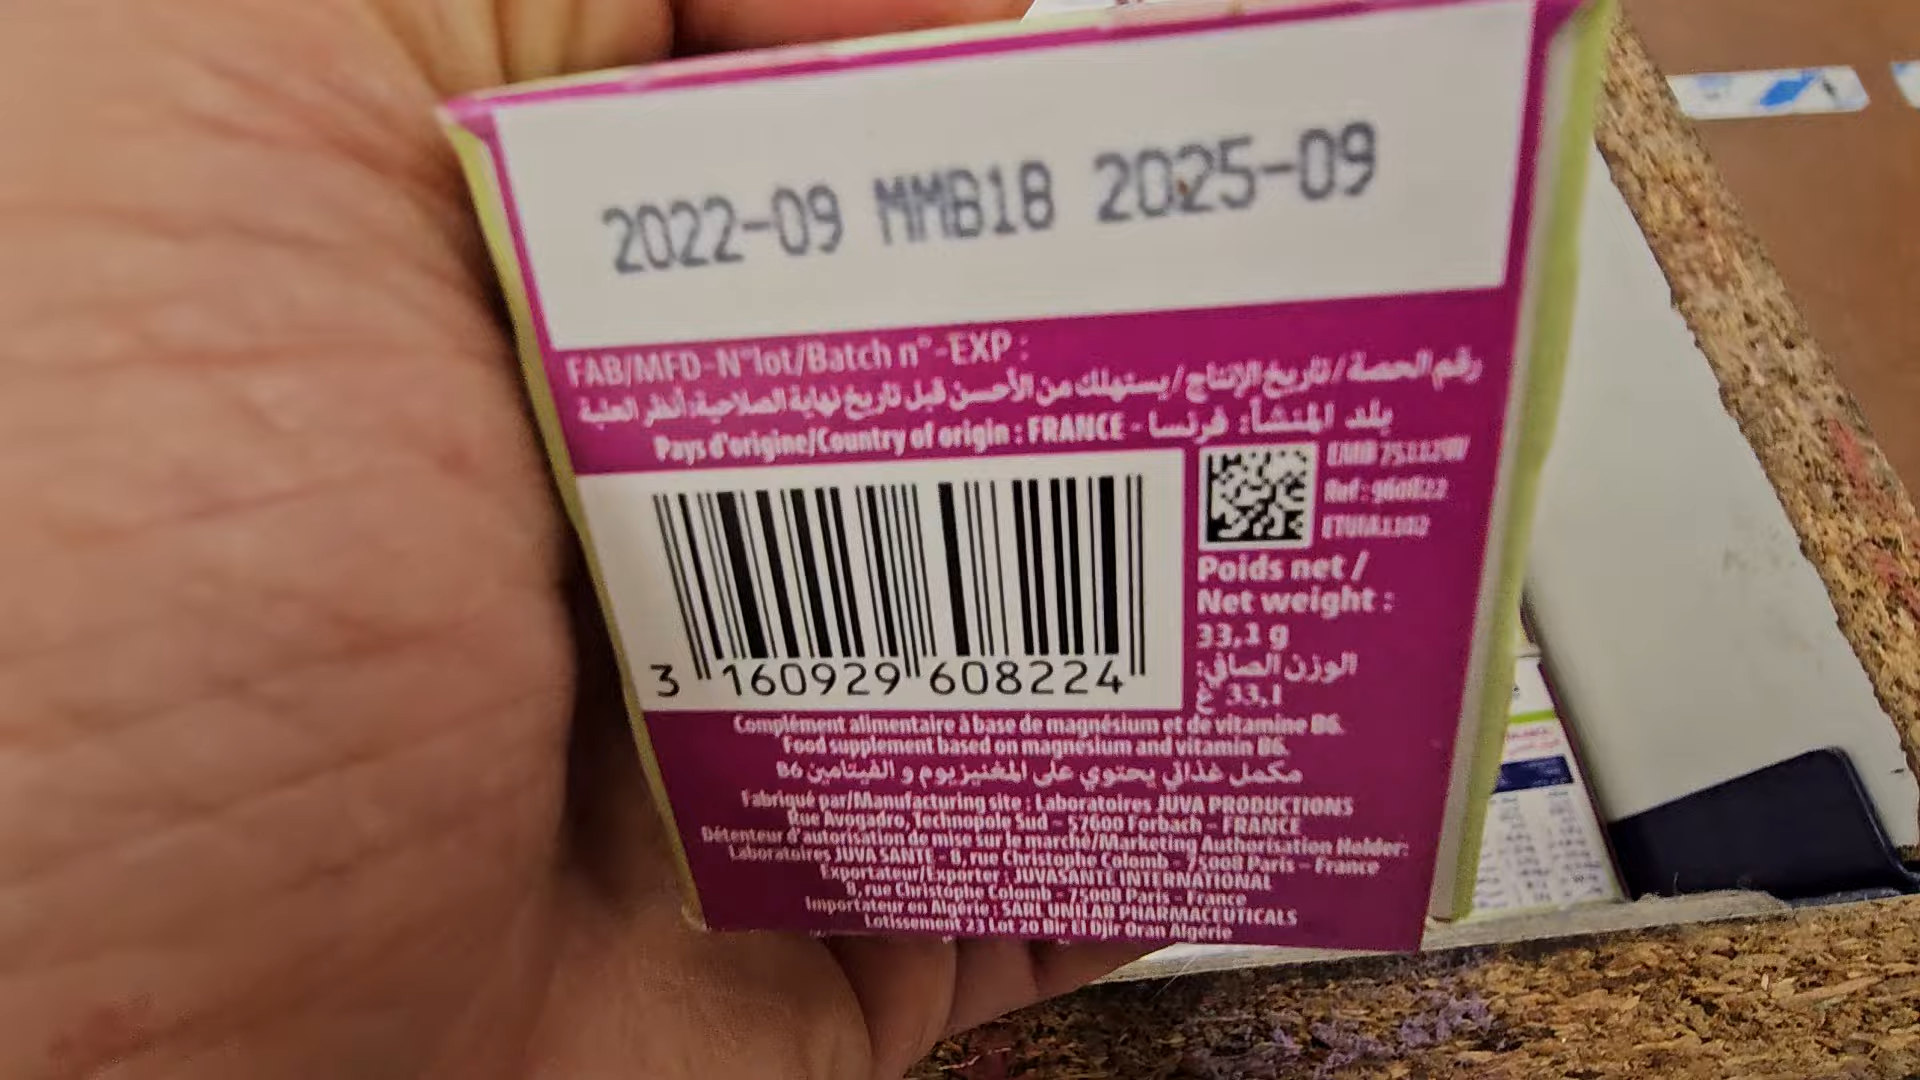 2022-09 MMB18 2025-09
FAB/MFD-N°lot/Batch n°-EXP :
رقم الحصة/تاريخ الإنتاج/يستهلك من الأحسن قبل تاريخ نهاية الصلاحية: أنظر العلبة
Pays d'origine/Country of origin : FRANCE - بلد المنشأ: فرنسا
Ref : 960822
Poids net /
Net weight :
33,1 g
الوزن الصافي:
33,1 غ
3 160929 608224
Complément alimentaire à base de magnésium et de vitamine B6.
Food supplement based on magnesium and vitamin B6.
مكمل غذائي يحتوي على المغنيزيوم و الفيتامين B6
Fabriqué par/Manufacturing site : Laboratoires JUVA PRODUCTIONS
Rue Avogadro, Technopole Sud - 57600 Forbach - FRANCE
Détenteur d'autorisation de mise sur le marché/Marketing Authorisation Holder:
Laboratoires JUVA SANTE - 8, rue Christophe Colomb - 75008 Paris - France
Exportateur/Exporter : JUVASANTE INTERNATIONAL
8, rue Christophe Colomb - 75008 Paris - France
Importateur en Algérie : SARL UNILAB PHARMACEUTICALS
Lotissement 23 Lot 20 Bir El Djir Oran Algérie